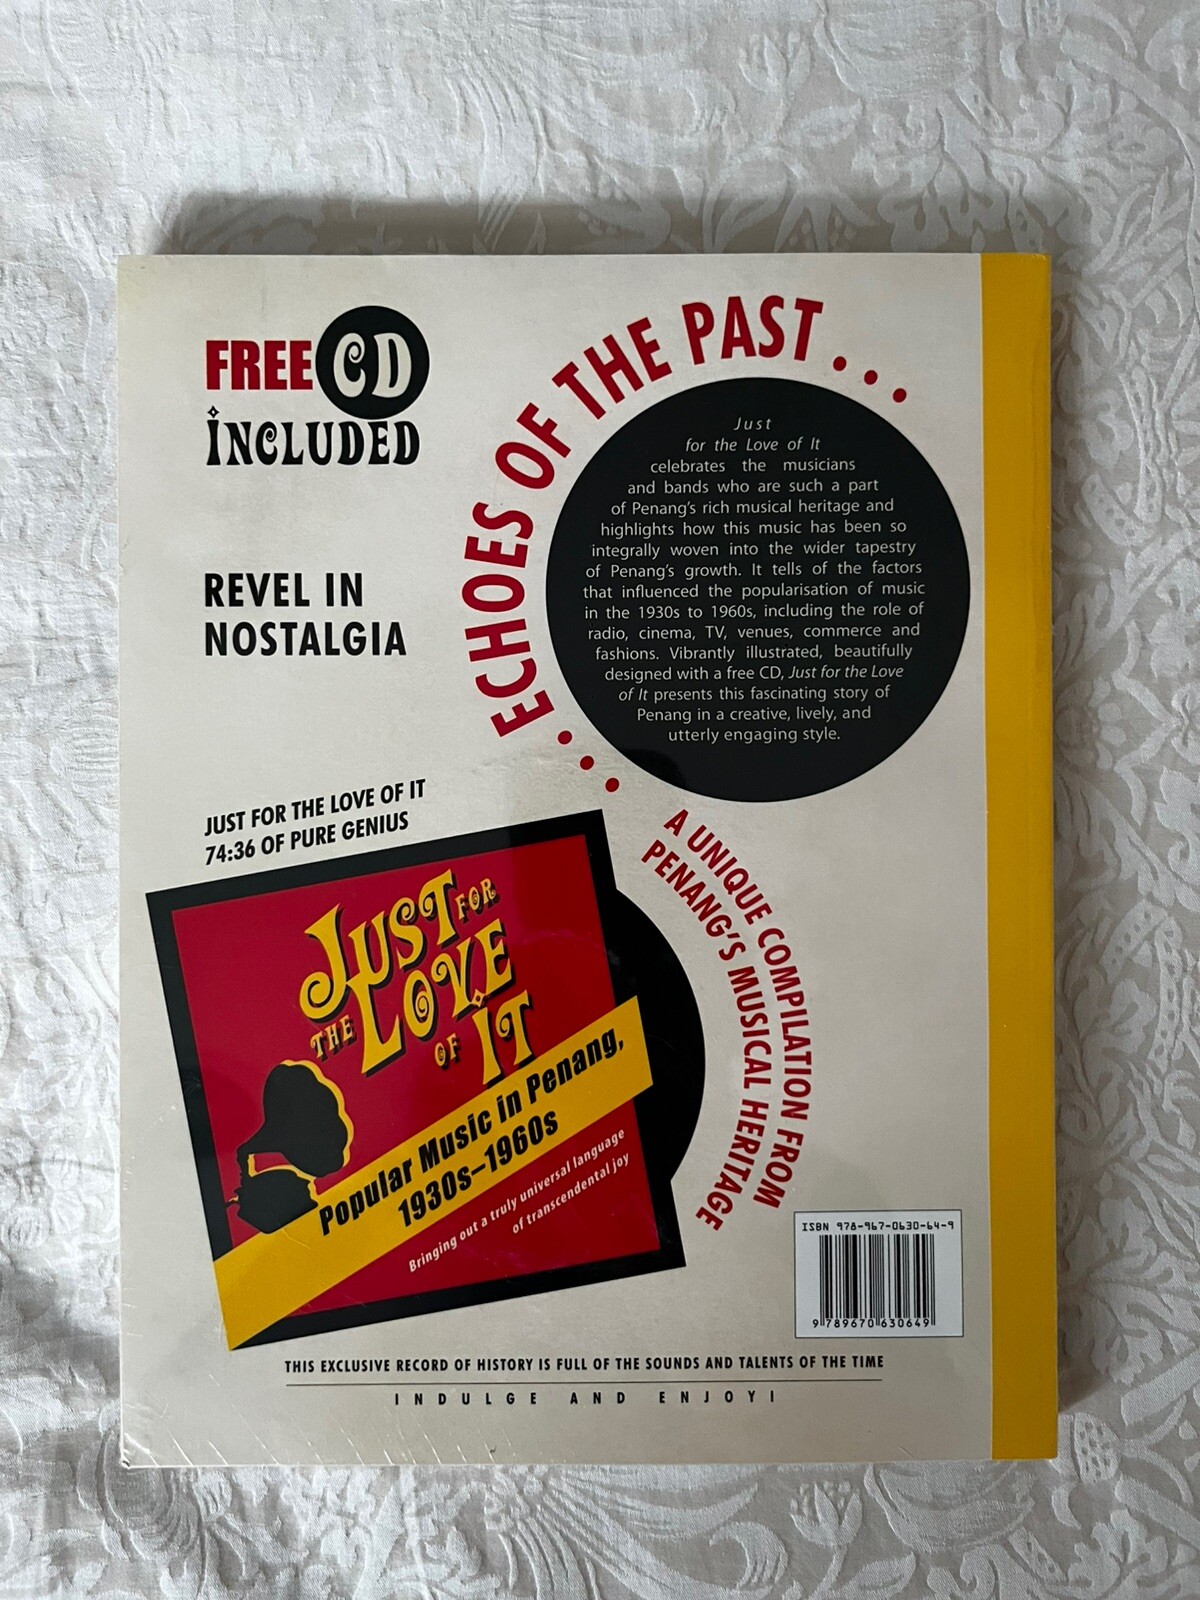 FREE CD
INCLUDED
REVEL IN
NOSTALGIA
... ECHOES OF THE PAST ...
Just
for the Love of It
celebrates the musicians
and bands who are such a part
of Penang's rich musical heritage and
highlights how this music has been so
integrally woven into the wider tapestry
of Penang's growth. It tells of the factors
that influenced the popularisation of music
in the 1930s to 1960s, including the role of
radio, cinema, TV, venues, commerce and
fashions. Vibrantly illustrated, beautifully
designed with a free CD, Just for the Love
of It presents this fascinating story of
Penang in a creative, lively, and
utterly engaging style.
JUST FOR THE LOVE OF IT
74:36 OF PURE GENIUS
JUST FOR
THE LOVE
OF IT
Popular Music in Penang,
1930s–1960s
Bringing out a truly universal language
of transcendental joy
A UNIQUE COMPILATION FROM
PENANG'S MUSICAL HERITAGE
ISBN 978-967-0630-64-9
9 789670 630649
THIS EXCLUSIVE RECORD OF HISTORY IS FULL OF THE SOUNDS AND TALENTS OF THE TIME
INDULGE AND ENJOY!